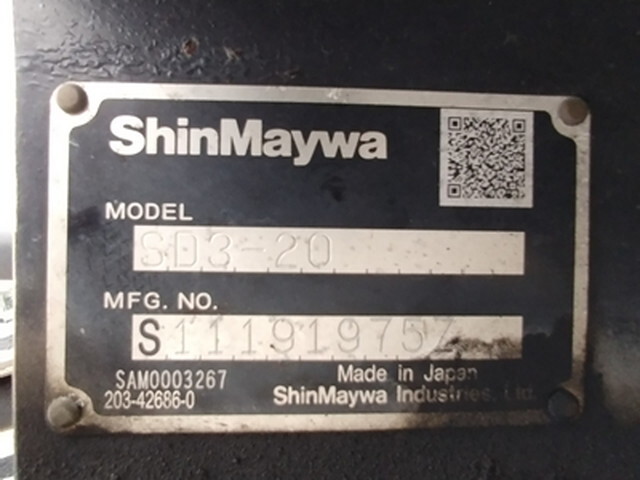 ShinMaywa
MODEL
SD3-20
MFG. NO.
S111919757
SAM0003267
203-42686-0
Made in Japan
ShinMaywa Industries, Ltd.